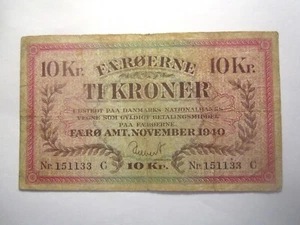 10 Kr. FÆRØERNE 10 Kr.
TI KRONER
UDSTEDT PAA DANMARKS NATIONALBANKS
VEGNE SOM GYLDIGT BETALINGSMIDDEL
PAA FÆRØERNE
FÆRØ AMT, NOVEMBER 1940
Nr. 151133 C 10 Kr. Nr. 151133 C